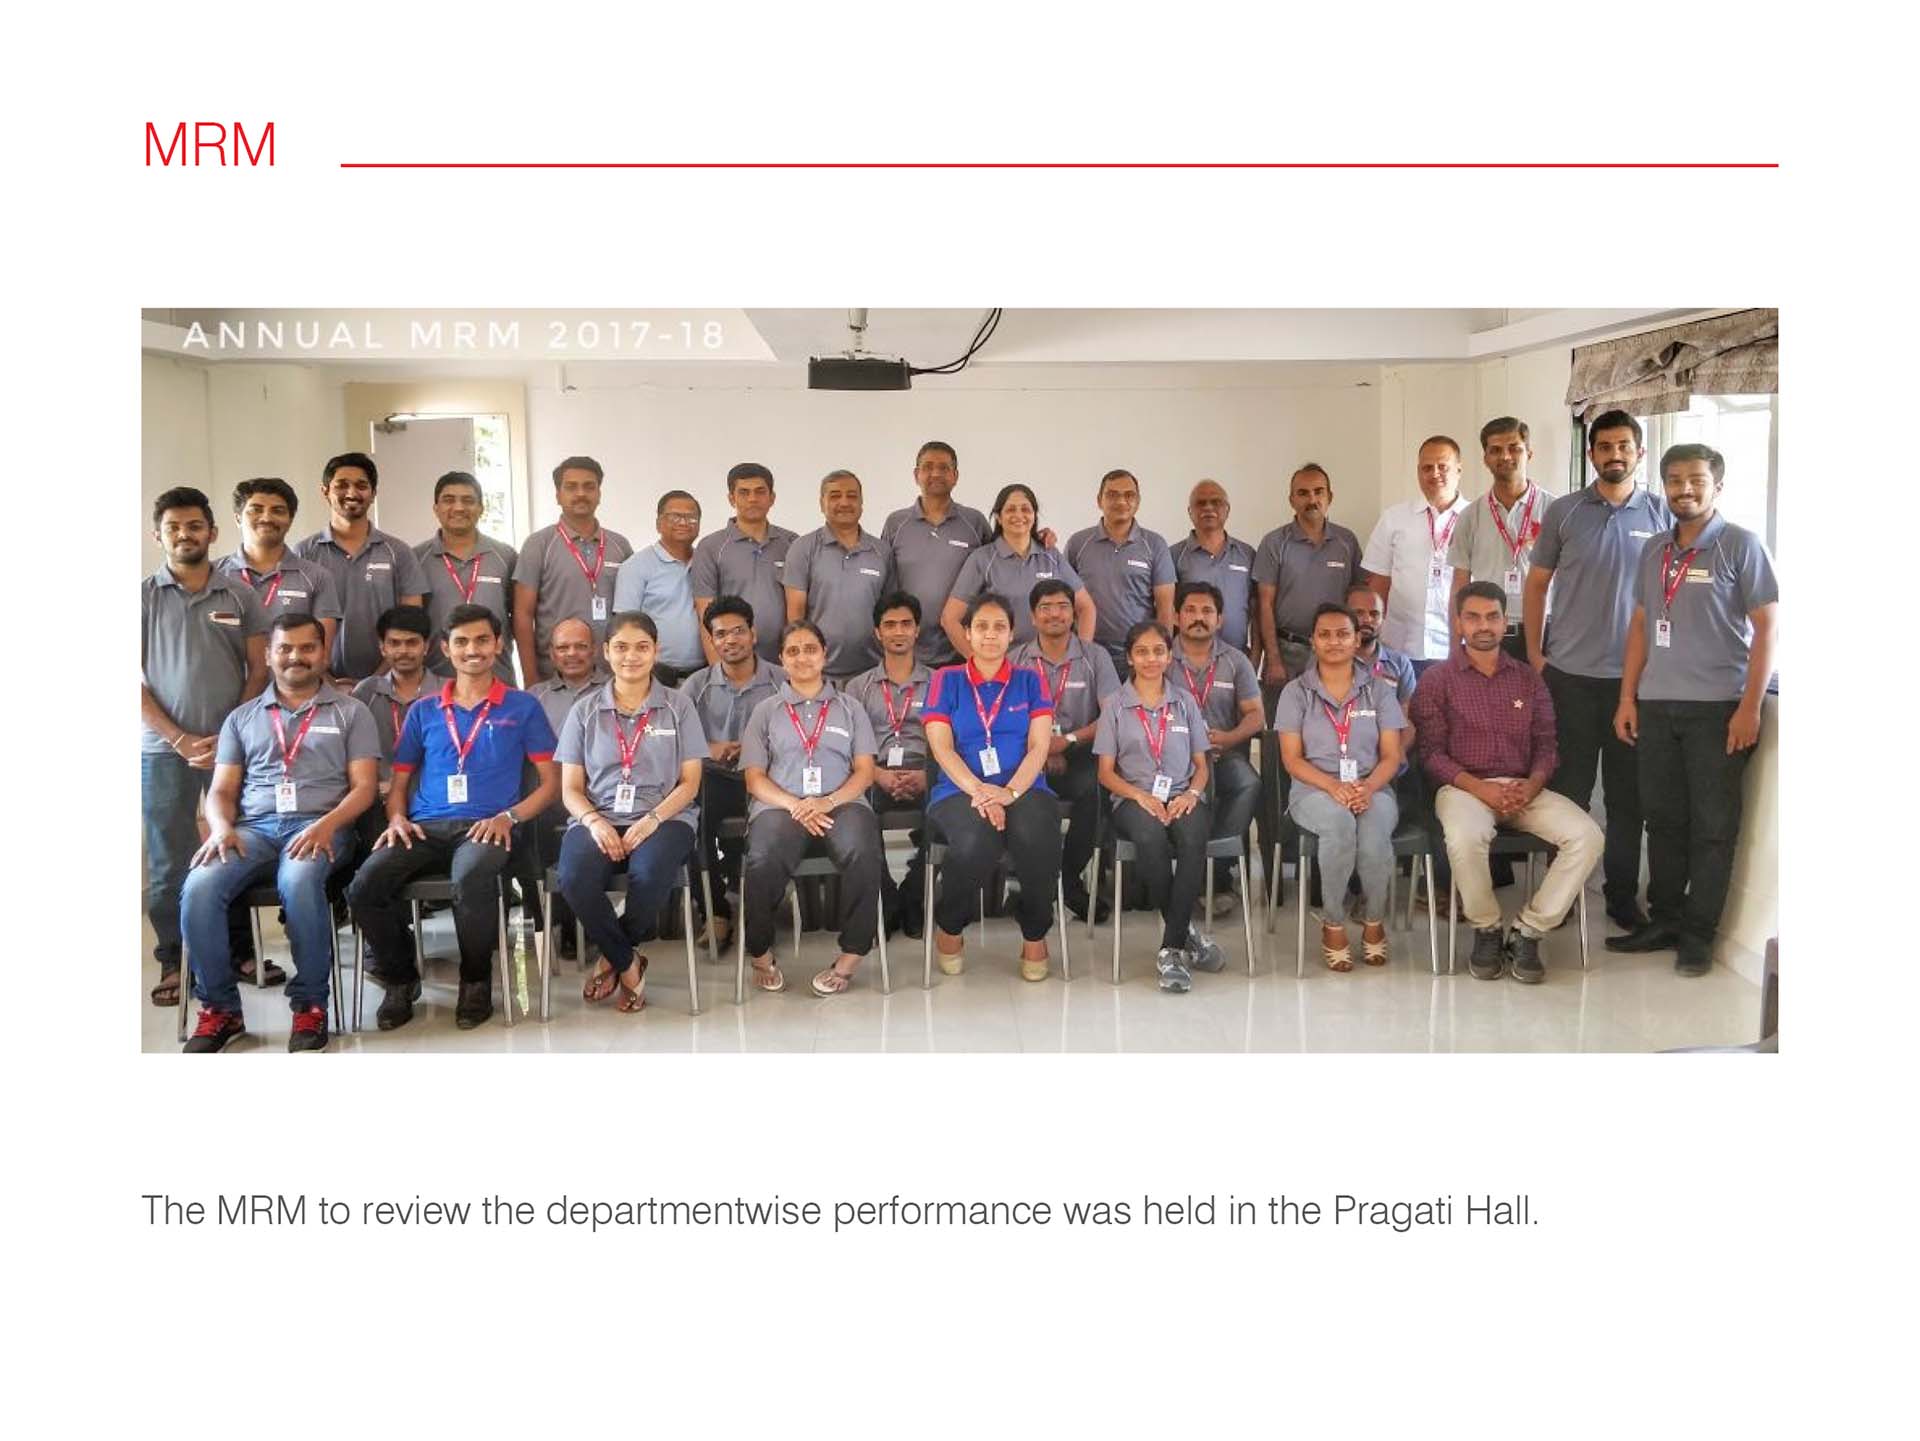 MRM
ANNUAL MRM 2017-18
The MRM to review the departmentwise performance was held in the Pragati Hall.